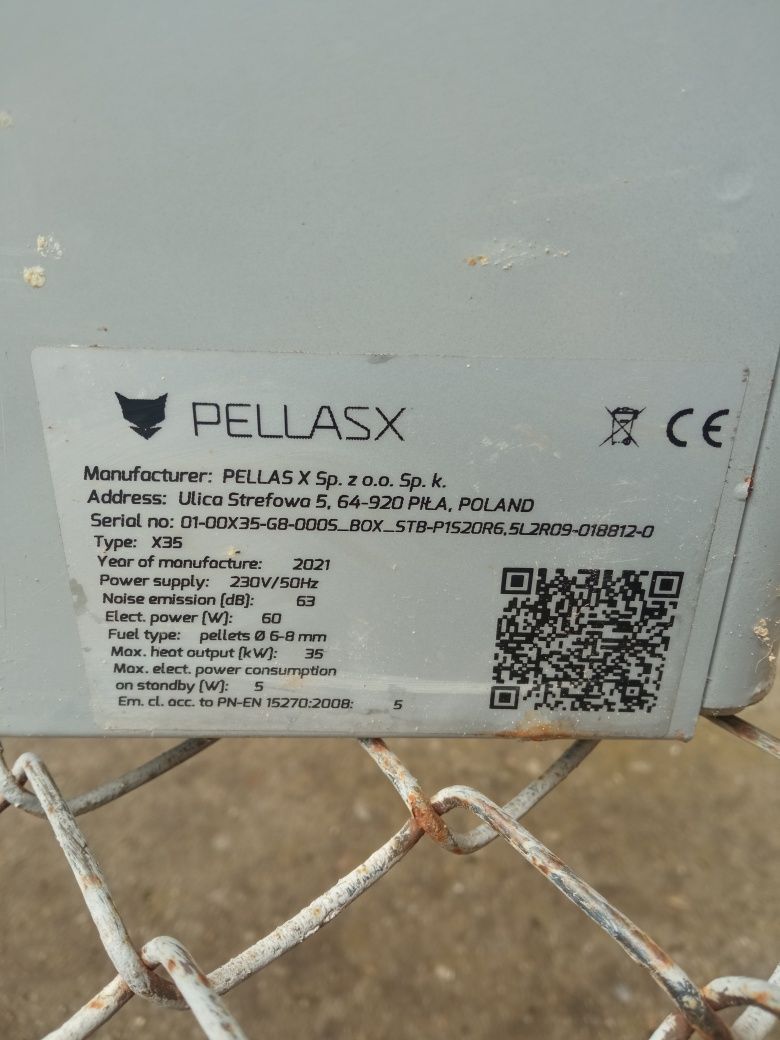 PELLASX
CE
Manufacturer: PELLAS X Sp. z o.o. Sp. k.
Address: Ulica Strefowa 5, 64-920 PIŁA, POLAND
Serial no: 01-00X35-G8-000S_BOX_STB-P1S20R6,5L2R09-018812-0
Type: X35
Year of manufacture: 2021
Power supply: 230V/50Hz
Noise emission (dB): 63
Elect. power (W): 60
Fuel type: pellets Ø 6-8 mm
Max. heat output (kW): 35
Max. elect. power consumption
on standby (W): 5
Em. cl. acc. to PN-EN 15270:2008: 5